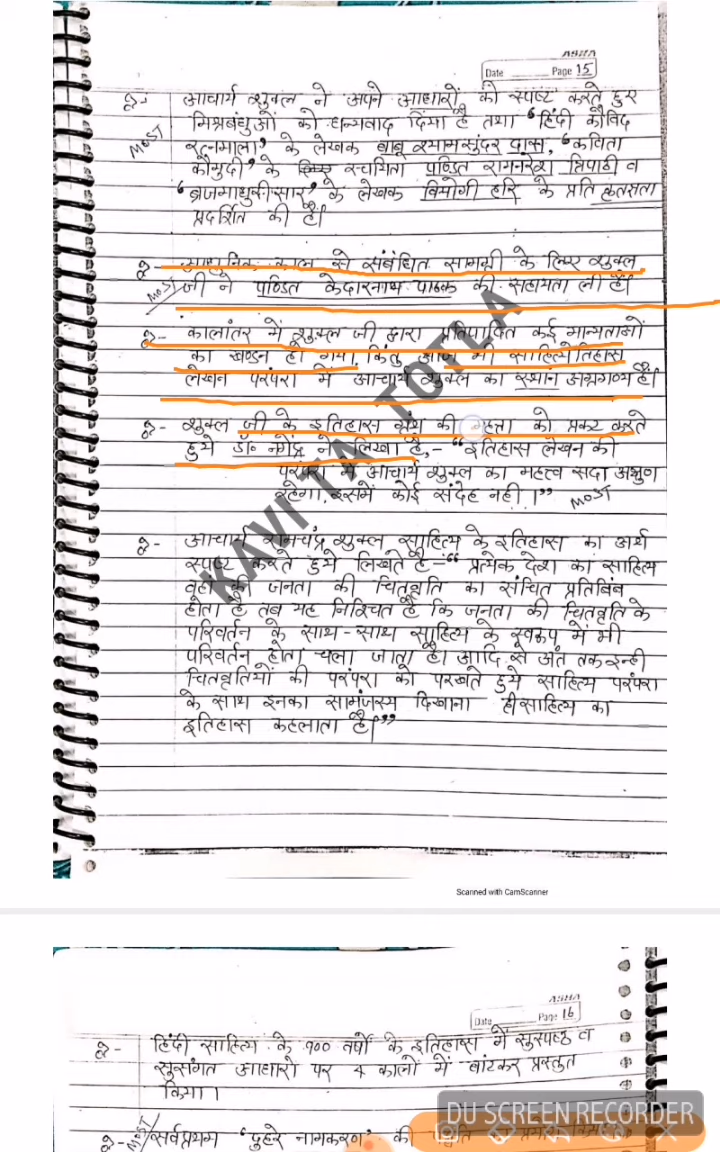 ASHA
Date Page 15
आचार्य शुक्ल ने अपने आधारों को स्पष्ट करते हुए
मिश्रबंधुओं को धन्यवाद दिया है तथा 'हिंदी कोविद
MOST
रत्नमाला' के लेखक बाबू श्यामसुंदर दास, 'कविता
कौमुदी' के रचयिता पण्डित रामनरेश त्रिपाठी व
'ब्रजमाधुरीसार' के लेखक वियोगी हरि के प्रति कृतज्ञता
प्रदर्शित की है।
आधुनिक काल से संबंधित सामग्री के लिए शुक्ल
MOST
जी ने पण्डित केदारनाथ पाठक की सहायता ली है।
कालांतर में शुक्ल जी द्वारा प्रतिपादित कई मान्यताओं
का खण्डन हो गया, किंतु आज भी साहित्येतिहास
लेखन परंपरा में आचार्य शुक्ल का स्थान अग्रगण्य है।
शुक्ल जी के इतिहास ग्रंथ की महत्ता को प्रकट करते
हुये डॉ. नगेंद्र ने लिखा है,- "इतिहास लेखन की
परंपरा में आचार्य शुक्ल का महत्व सदा अक्षुण
रहेगा, इसमें कोई संदेह नही।" MOST
आचार्य रामचंद्र शुक्ल साहित्य के इतिहास का अर्थ
स्पष्ट करते हुये लिखते है-" प्रत्येक देश का साहित्य
वहां की जनता की चितवृति का संचित प्रतिबिंब
होता है तब यह निश्चित है कि जनता की चितवृति के
परिवर्तन के साथ-साथ साहित्य के स्वरूप में भी
परिवर्तन होता चला जाता है। आदि से अंत तक इन्ही
चितवृतियों की परंपरा को परखते हुये साहित्य परंपरा
के साथ इनका सामंजस्य दिखाना ही साहित्य का
इतिहास कहलाता है।"
KAVITA TOTLA
Scanned with CamScanner
ASHA
Date Page 16
हिंदी साहित्य के १०० वर्षों के इतिहास में सुस्पष्ठ व
सुसंगत आधारो पर 4 कालों में बांटकर प्रस्तुत
किया।
DU SCREEN RECORDER
MOST
सर्वप्रथम 'दुहरे नामकरण' की